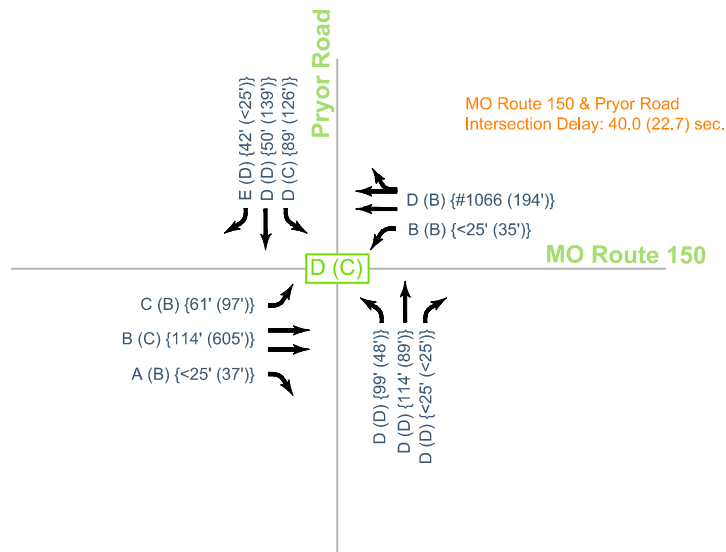 Pryor Road
E (D) {42' (<25')}
D (D) {50' (139')}
D (C) {89' (126')}
MO Route 150 & Pryor Road
Intersection Delay: 40.0 (22.7) sec.
D (B) {#1066 (194')}
B (B) {<25' (35')}
MO Route 150
D (C)
C (B) {61' (97')}
B (C) {114' (605')}
A (B) {<25' (37')}
D (D) {99' (48')}
D (D) {114' (89')}
D (D) {<25' (<25')}